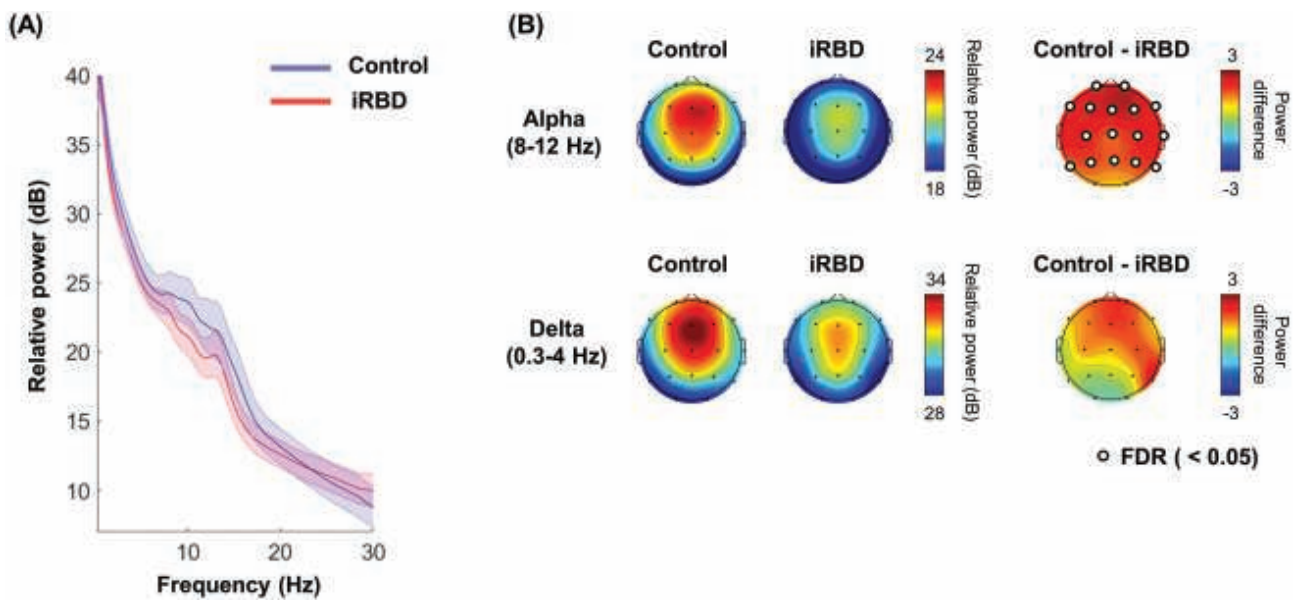 (A)
Control
iRBD
40
35
30
25
20
15
10
Relative power (dB)
10 20 30
Frequency (Hz)
(B)
Control iRBD Control - iRBD
Alpha
(8-12 Hz)
24
18
Relative power (dB)
3
-3
Power
difference
Control iRBD Control - iRBD
Delta
(0.3-4 Hz)
34
28
Relative power (dB)
3
-3
Power
difference
FDR ( < 0.05)